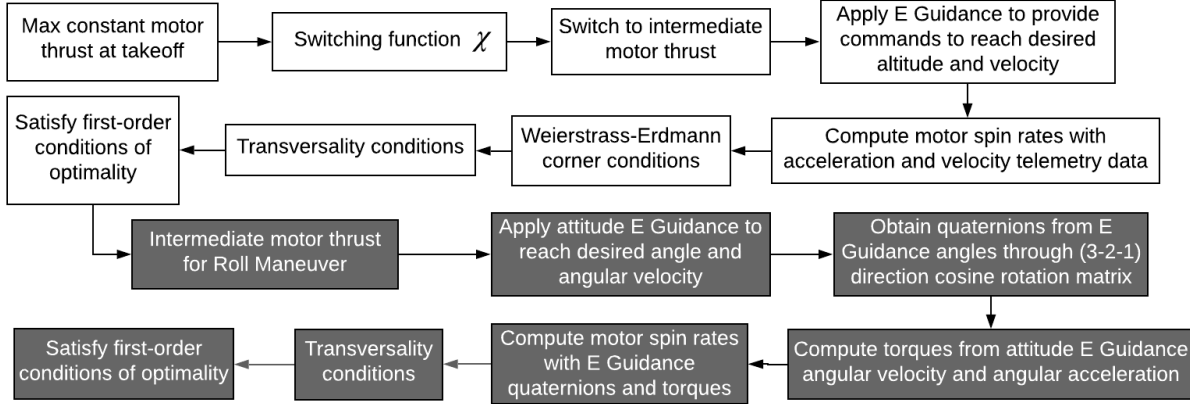 Max constant motor
thrust at takeoff
Switching function χ
Switch to intermediate
motor thrust
Apply E Guidance to provide
commands to reach desired
altitude and velocity
Compute motor spin rates with
acceleration and velocity telemetry data
Weierstrass-Erdmann
corner conditions
Transversality conditions
Satisfy first-order
conditions of
optimality
Intermediate motor thrust
for Roll Maneuver
Apply attitude E Guidance to
reach desired angle and
angular velocity
Obtain quaternions from E
Guidance angles through (3-2-1)
direction cosine rotation matrix
Compute torques from attitude E Guidance
angular velocity and angular acceleration
Compute motor spin rates
with E Guidance
quaternions and torques
Transversality
conditions
Satisfy first-order
conditions of optimality